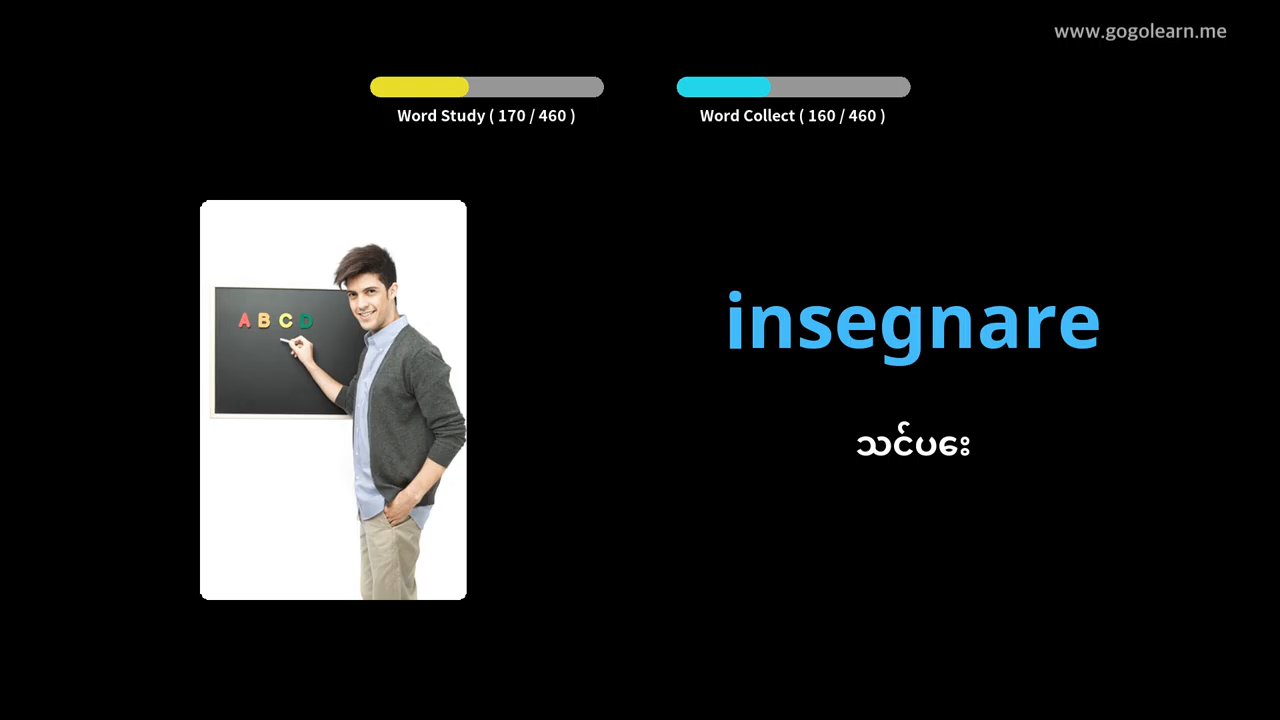 www.gogolearn.me
Word Study ( 170 / 460 )
Word Collect ( 160 / 460 )
A B C D
insegnare
သင်ပေး